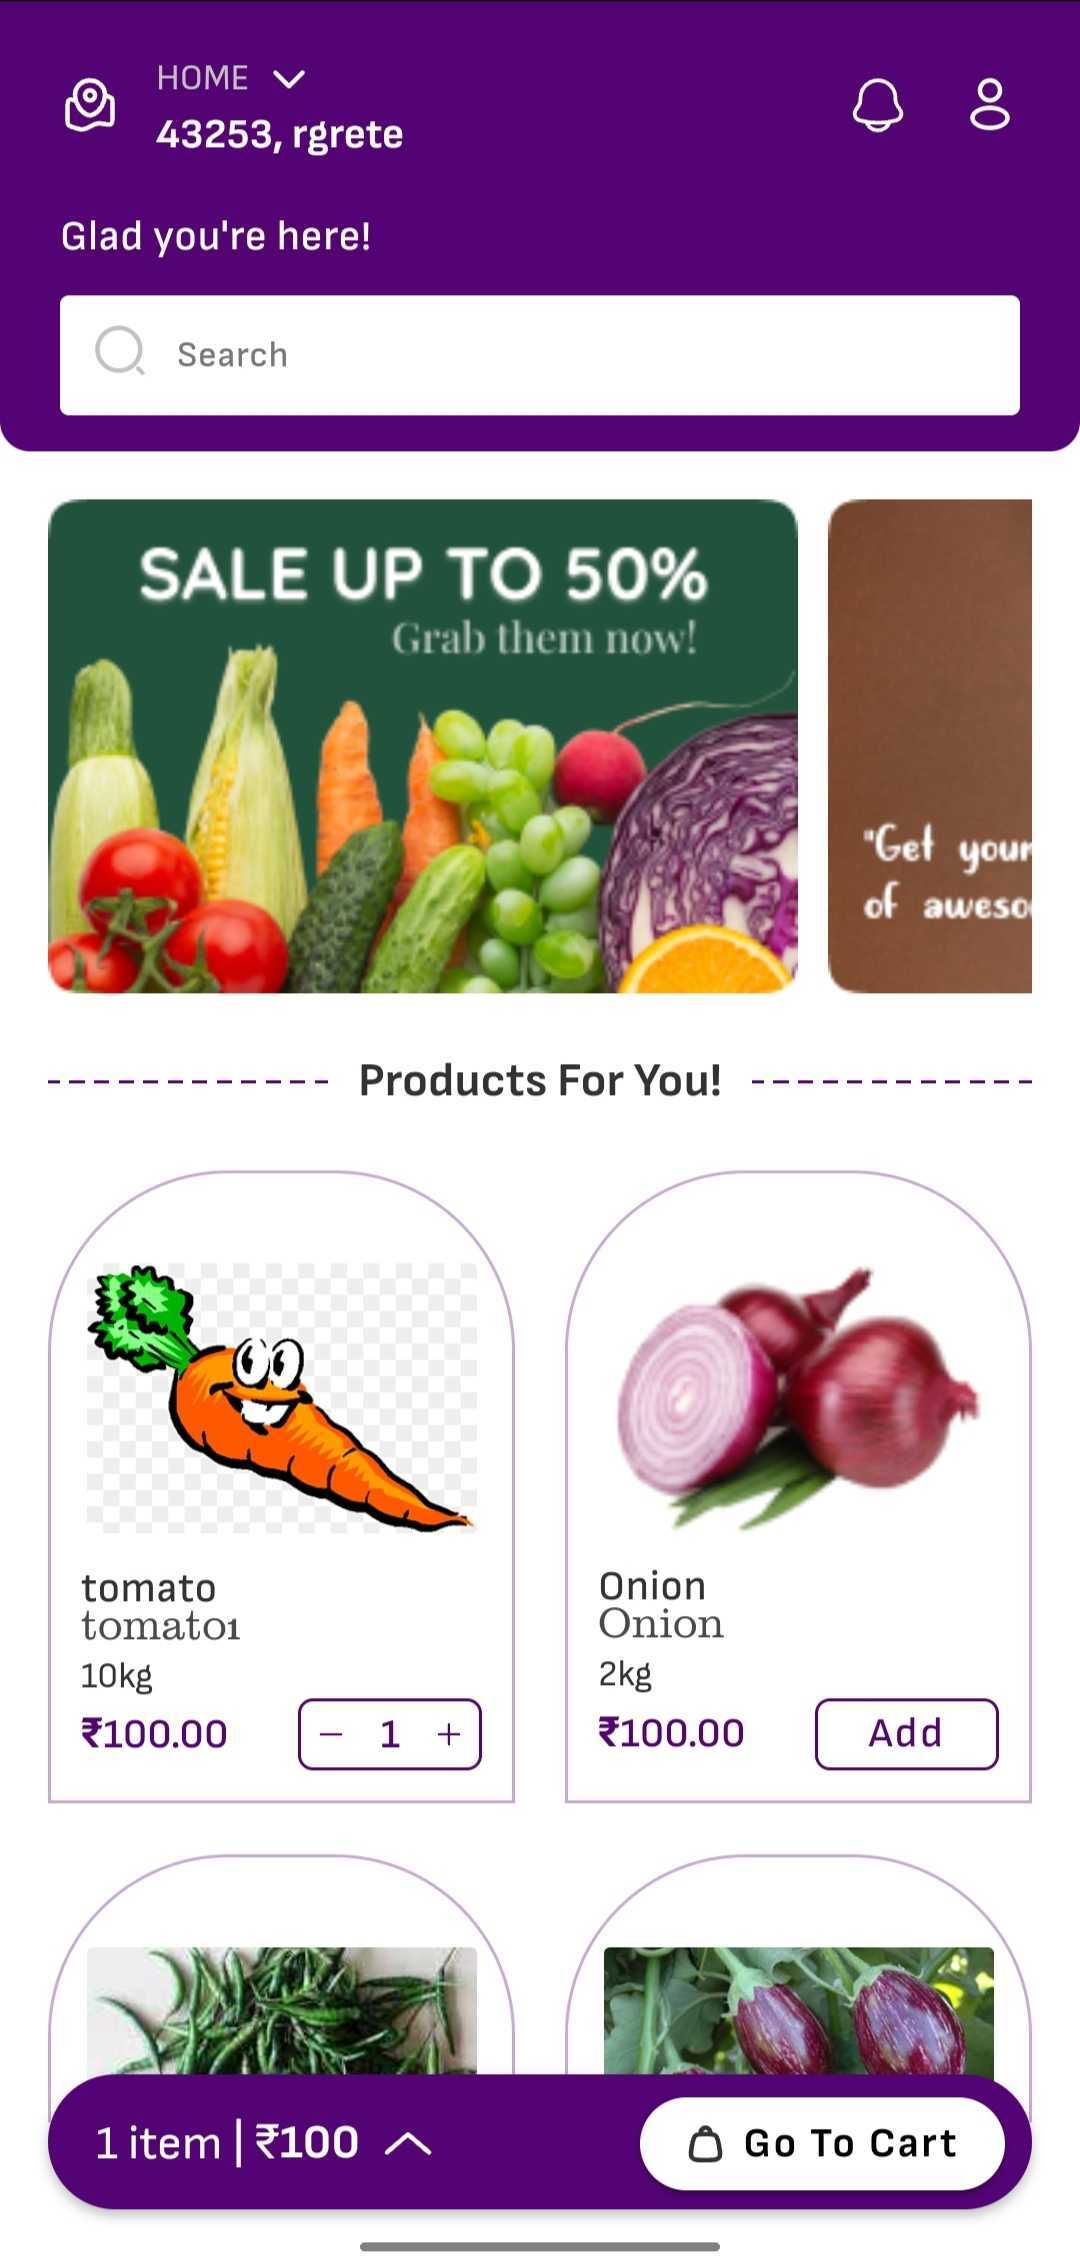 HOME
43253, rgrete
Glad you're here!
Search
SALE UP TO 50%
Grab them now!
"Get your
of
Products For You!
tomato
tomato1
10kg
₹100.00
− 1 +
Onion
Onion
2kg
₹100.00
Add
1 item | ₹100
Go To Cart